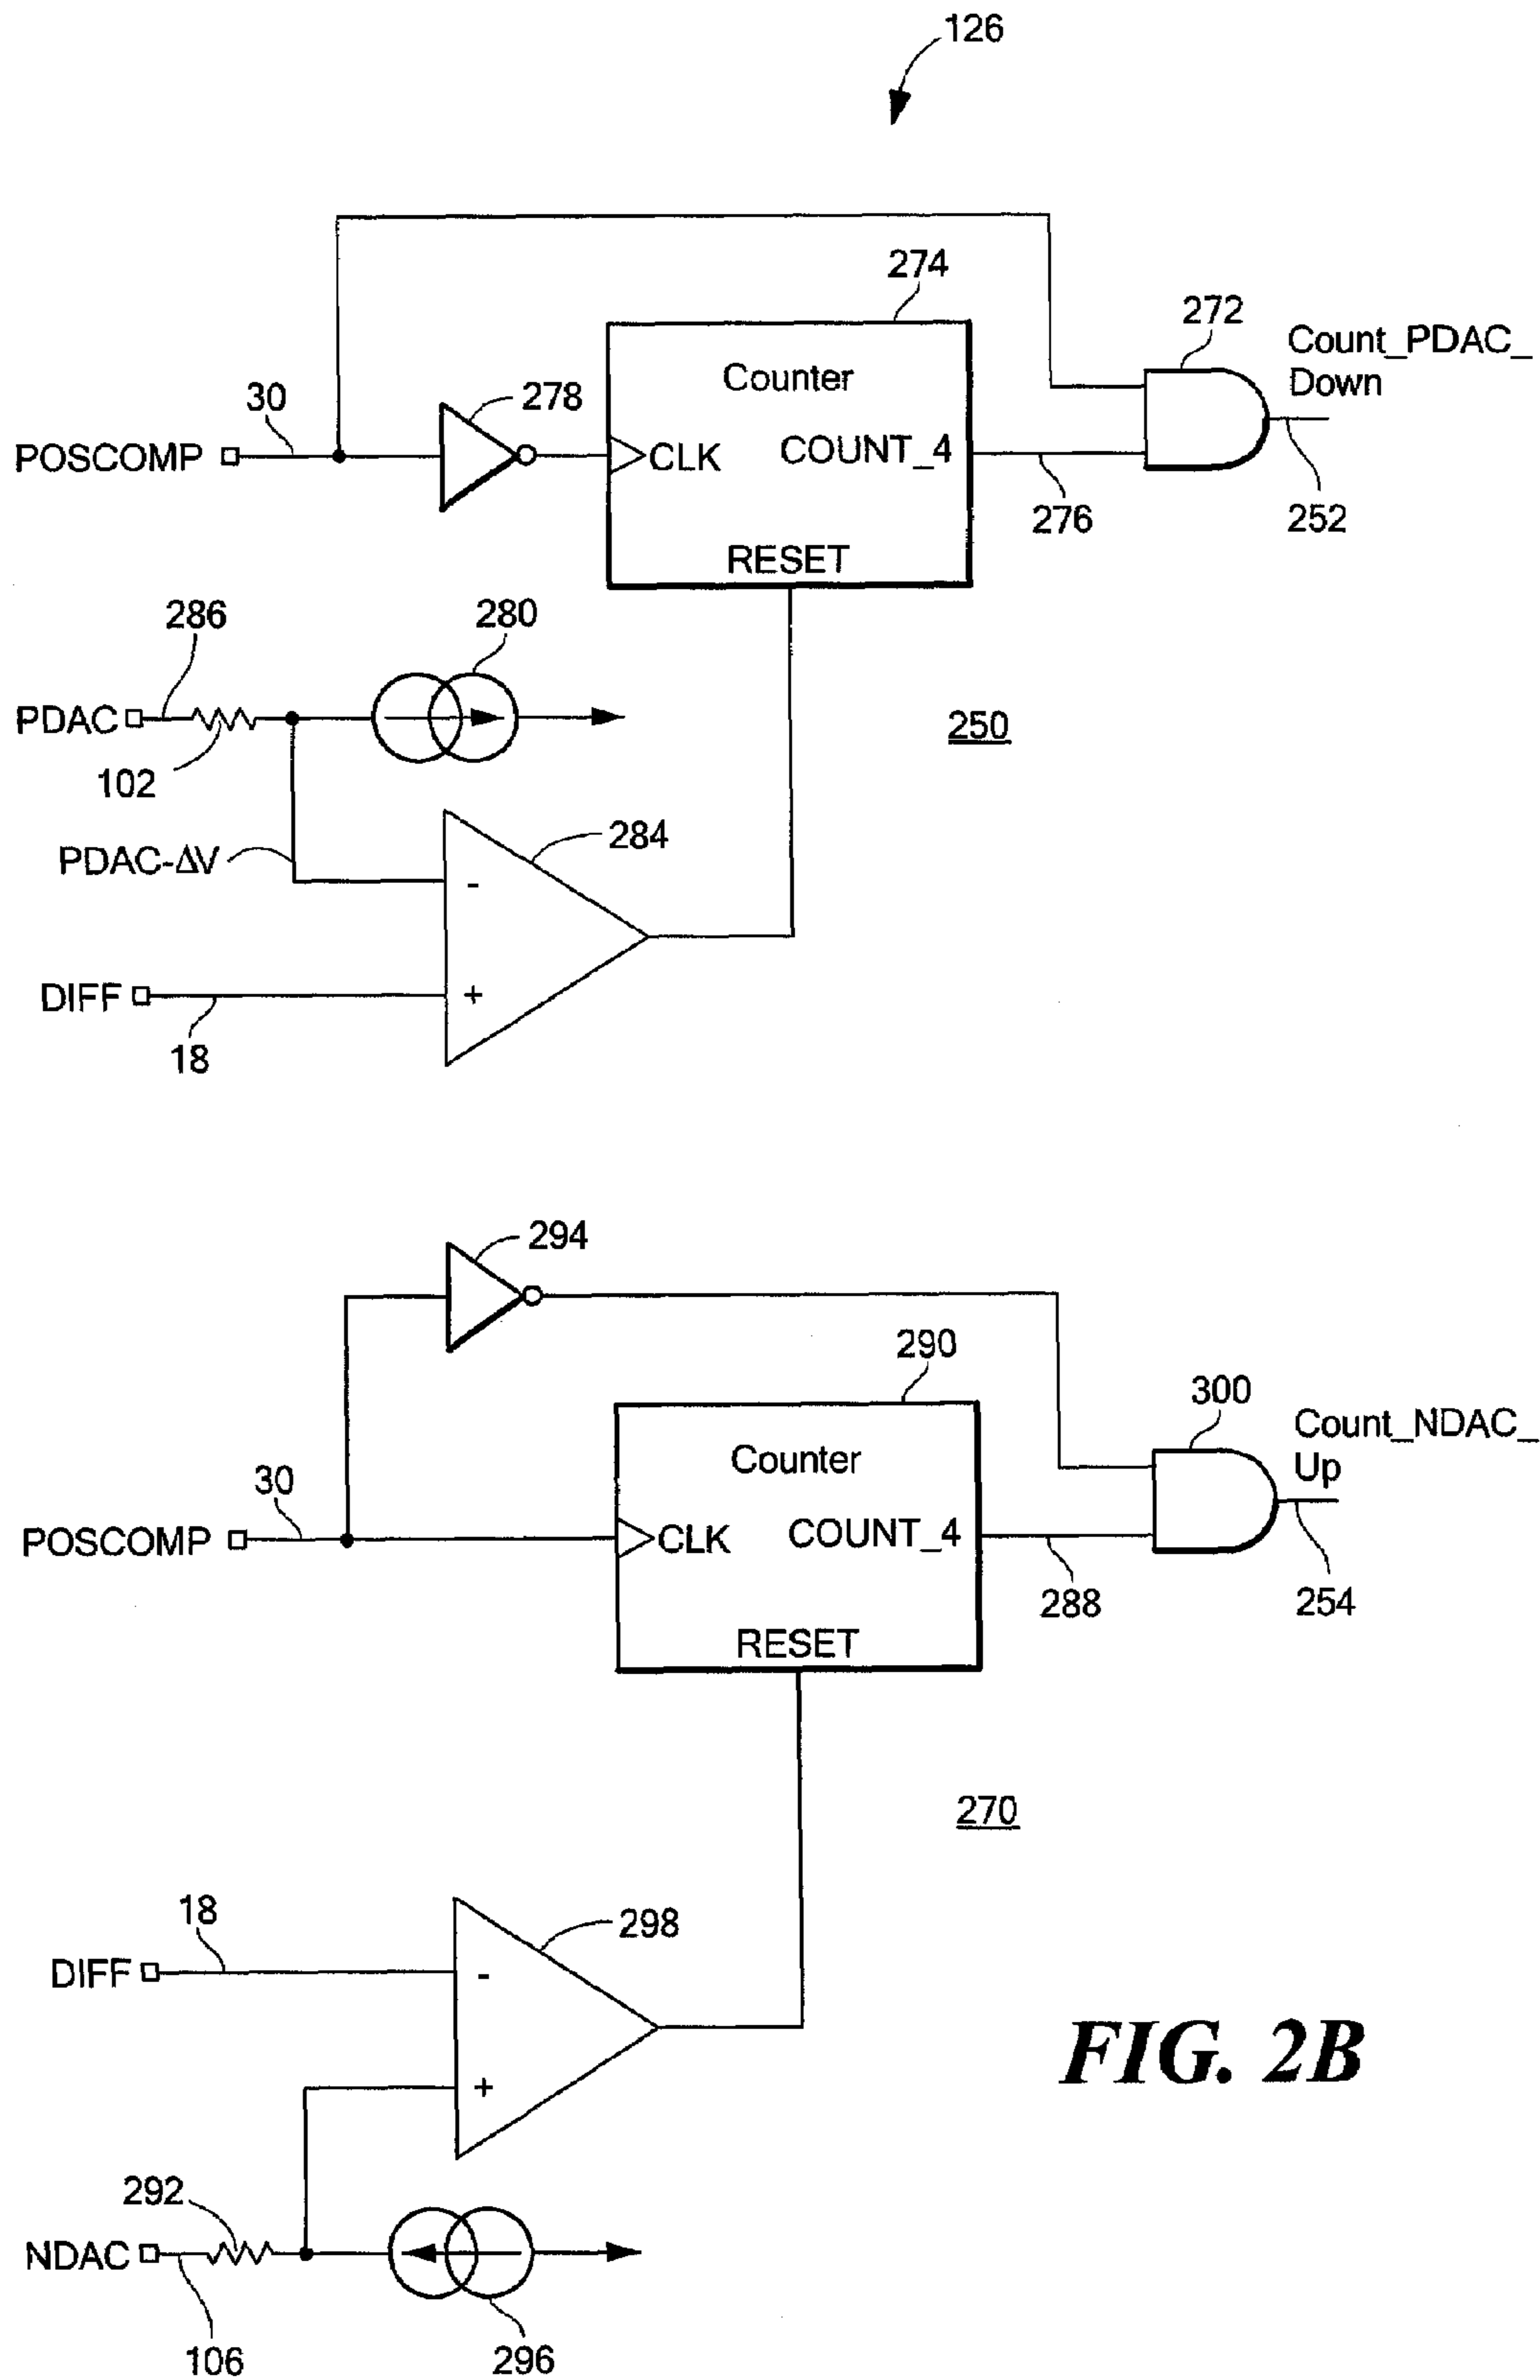 126
274
272
Count_PDAC_
Down
Counter
30
278
POSCOMP
CLK
COUNT_4
276
252
RESET
286
280
PDAC
102
250
PDAC-ΔV
284
-
DIFF
+
18
294
290
300
Count_NDAC_
Up
Counter
30
POSCOMP
CLK
COUNT_4
288
254
RESET
270
18
298
DIFF
-
+
FIG. 2B
292
NDAC
106
296